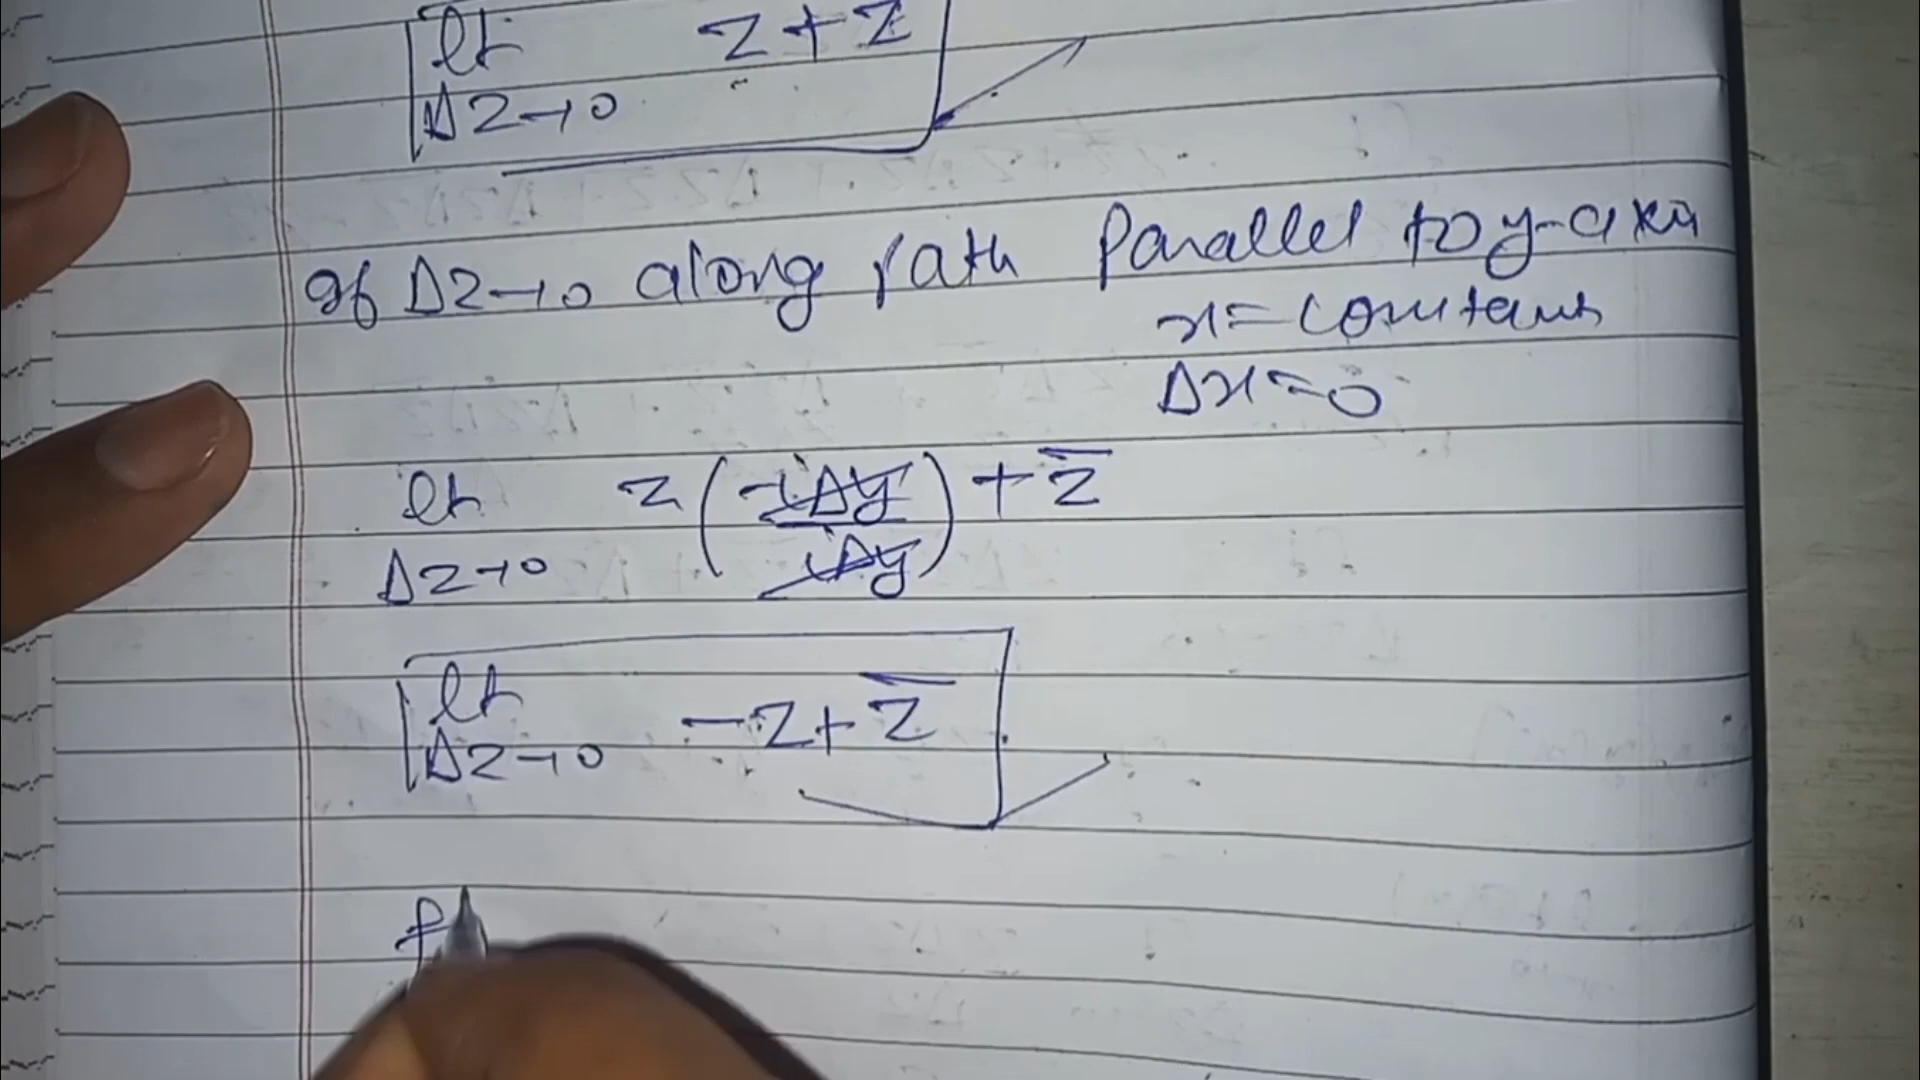 lt z + z̅
Δz→0
If Δz→0 along path Parallel to y-axis
x = constant
Δx = 0
lt z (-iΔy / iΔy) + z̅
Δz→0
lt -z + z̅
Δz→0
f